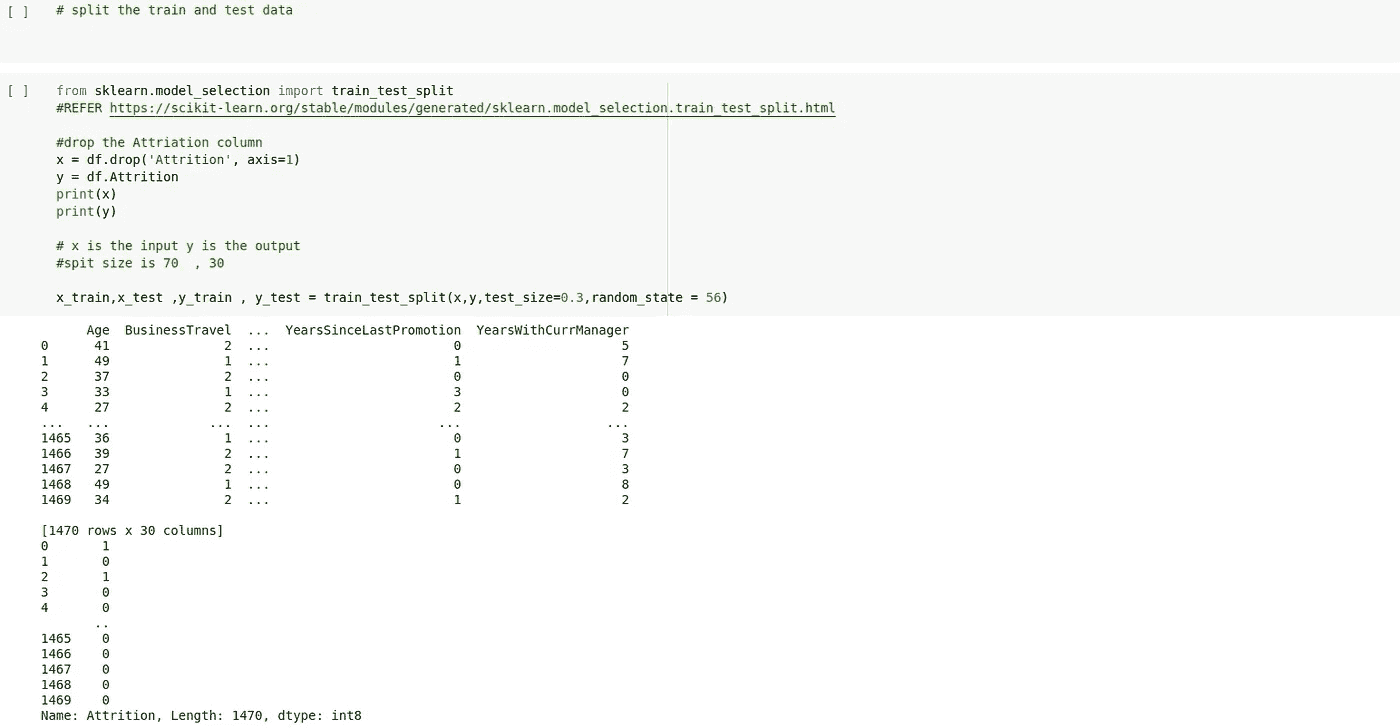 [ ] # split the train and test data
[ ] from sklearn.model_selection import train_test_split
#REFER https://scikit-learn.org/stable/modules/generated/sklearn.model_selection.train_test_split.html
#drop the Attriation column
x = df.drop('Attrition', axis=1)
y = df.Attrition
print(x)
print(y)
# x is the input y is the output
#spit size is 70  , 30
x_train,x_test ,y_train , y_test = train_test_split(x,y,test_size=0.3,random_state = 56)
Age BusinessTravel ... YearsSinceLastPromotion YearsWithCurrManager
0 41 2 ... 0 5
1 49 1 ... 1 7
2 37 2 ... 0 0
3 33 1 ... 3 0
4 27 2 ... 2 2
... ... ... ... ... ...
1465 36 1 ... 0 3
1466 39 2 ... 1 7
1467 27 2 ... 0 3
1468 49 1 ... 0 8
1469 34 2 ... 1 2
[1470 rows x 30 columns]
0 1
1 0
2 1
3 0
4 0
..
1465 0
1466 0
1467 0
1468 0
1469 0
Name: Attrition, Length: 1470, dtype: int8